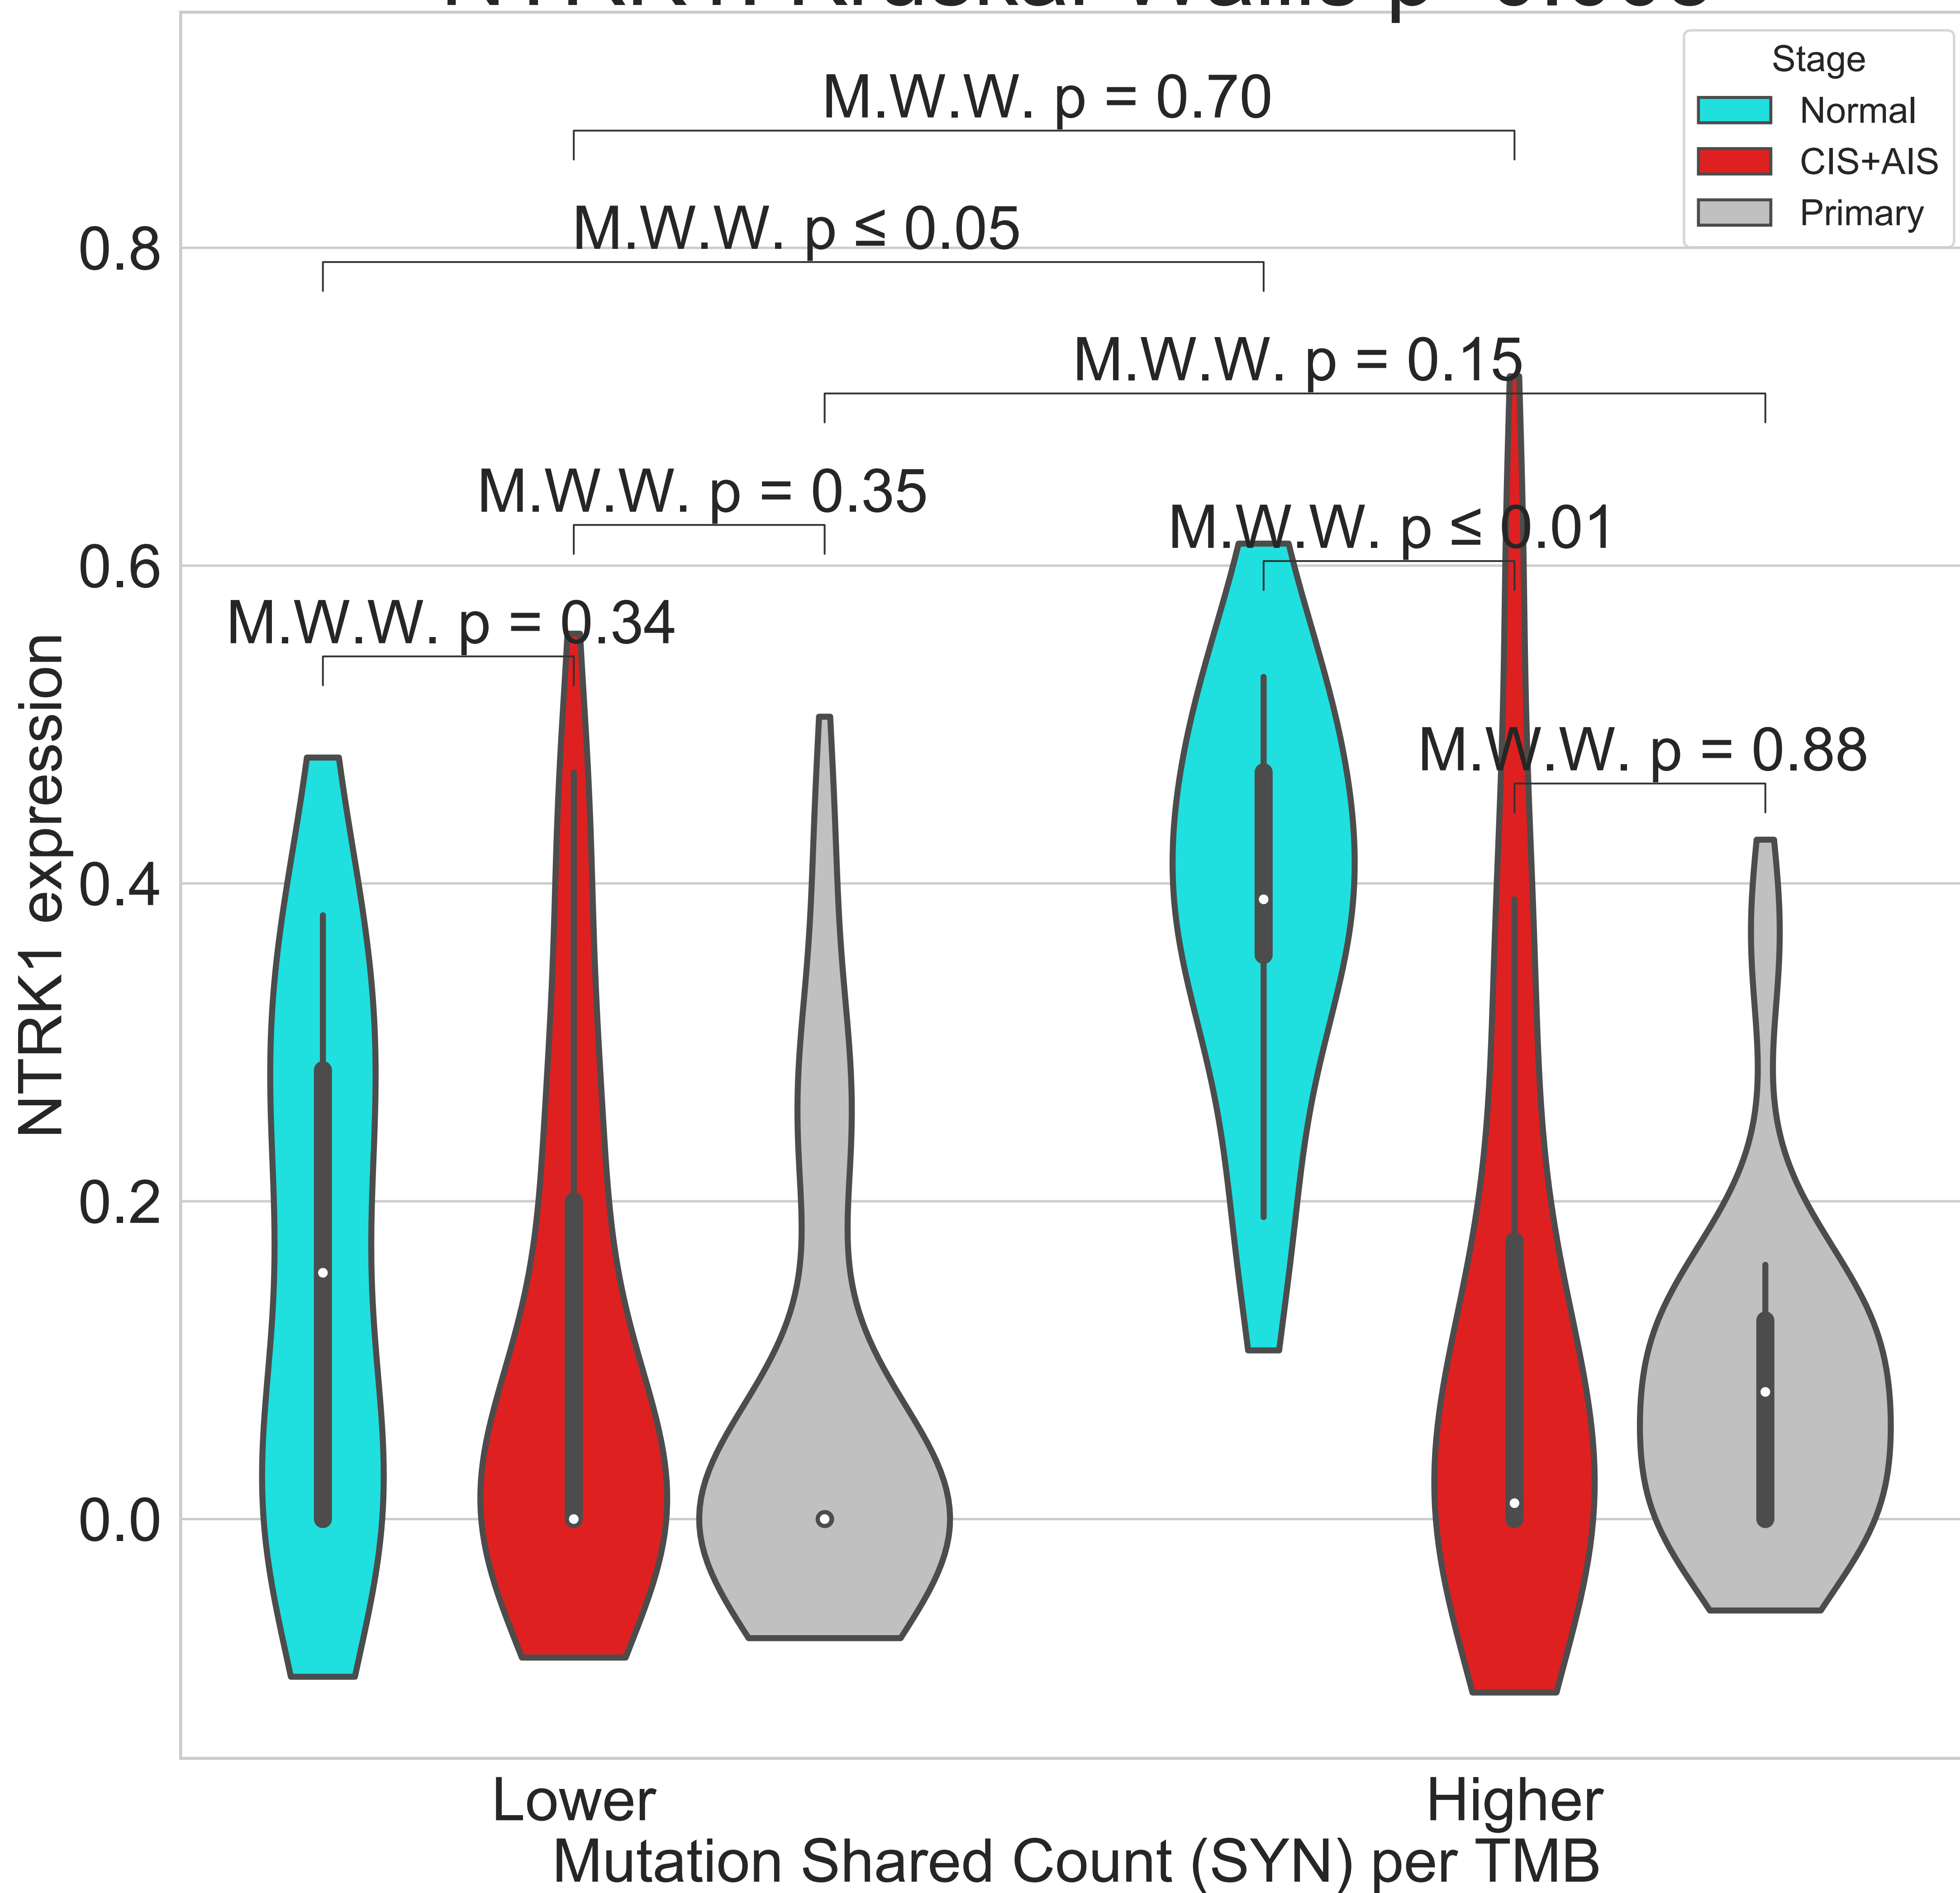 Stage
Normal
CIS+AIS
Primary
M.W.W. p = 0.70
M.W.W. p ≤ 0.05
M.W.W. p = 0.15
M.W.W. p = 0.35
M.W.W. p ≤ 0.01
M.W.W. p = 0.34
M.W.W. p = 0.88
NTRK1 expression
0.8
0.6
0.4
0.2
0.0
Lower
Higher
Mutation Shared Count (SYN) per TMB